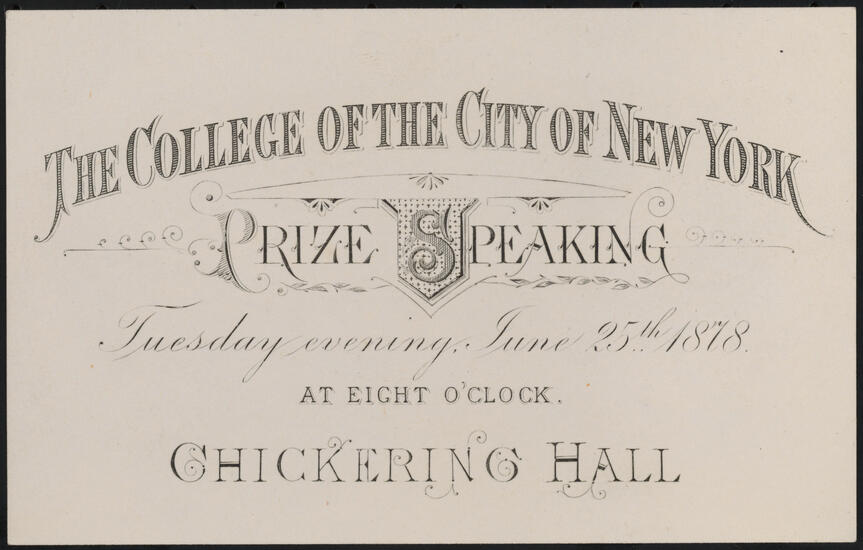 The College of the City of New York
Prize Speaking
Tuesday evening, June 25th 1878.
AT EIGHT O'CLOCK.
Chickering Hall